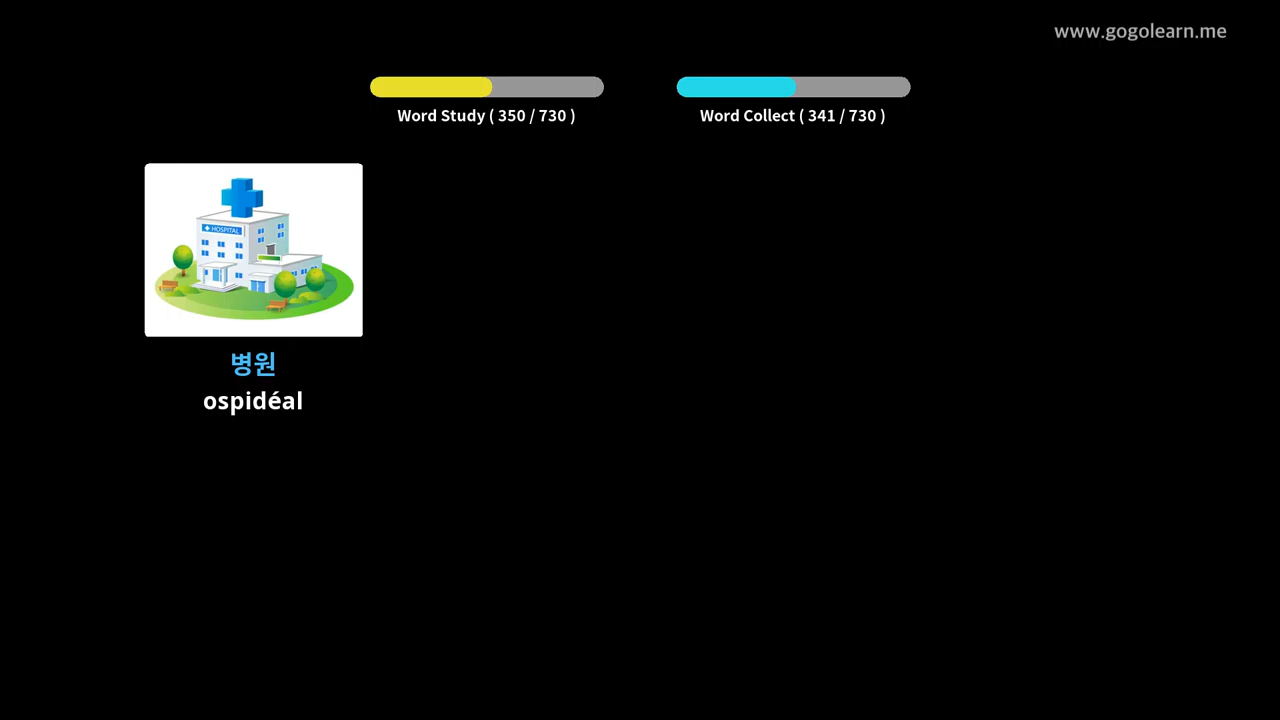 www.gogolearn.me
Word Study ( 350 / 730 )
Word Collect ( 341 / 730 )
HOSPITAL
병원
ospidéal